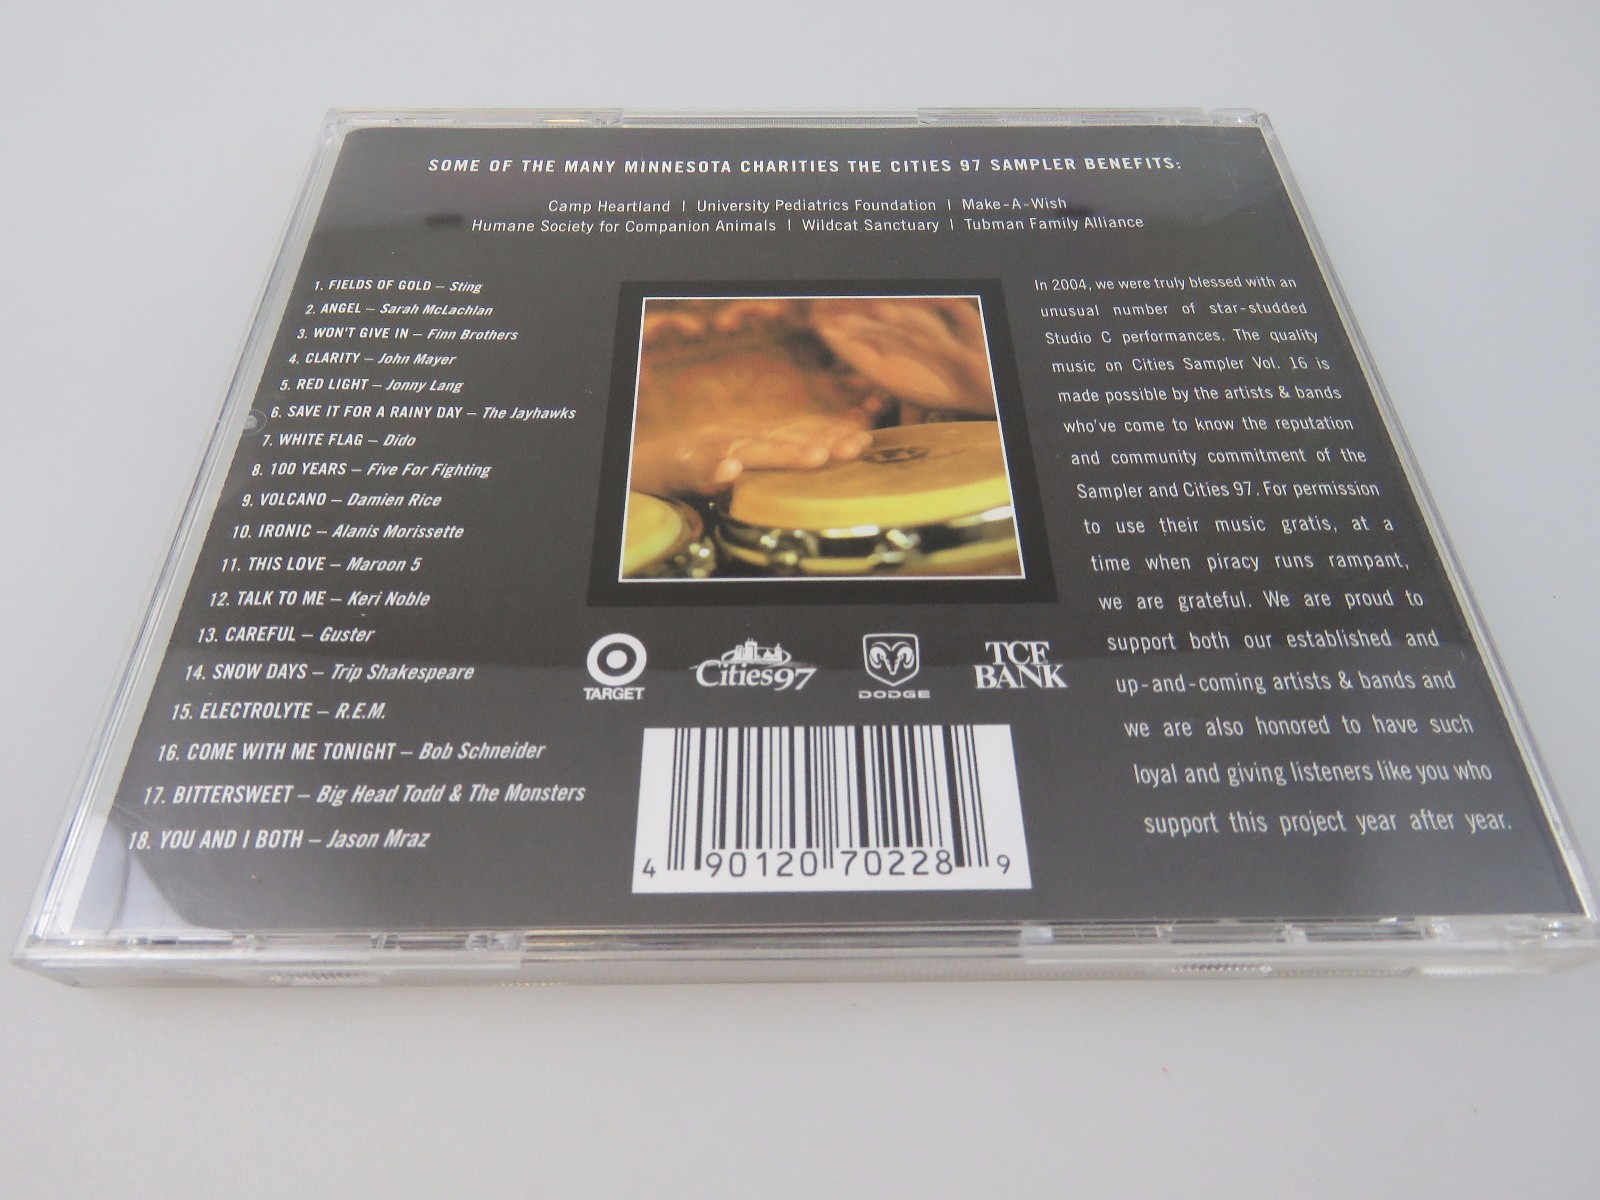 SOME OF THE MANY MINNESOTA CHARITIES THE CITIES 97 SAMPLER BENEFITS:
Camp Heartland | University Pediatrics Foundation | Make-A-Wish
Humane Society for Companion Animals | Wildcat Sanctuary | Tubman Family Alliance
1. FIELDS OF GOLD – Sting
2. ANGEL – Sarah McLachlan
3. WON'T GIVE IN – Finn Brothers
4. CLARITY – John Mayer
5. RED LIGHT – Jonny Lang
6. SAVE IT FOR A RAINY DAY – The Jayhawks
7. WHITE FLAG – Dido
8. 100 YEARS – Five For Fighting
9. VOLCANO – Damien Rice
10. IRONIC – Alanis Morissette
11. THIS LOVE – Maroon 5
12. TALK TO ME – Keri Noble
13. CAREFUL – Guster
14. SNOW DAYS – Trip Shakespeare
15. ELECTROLYTE – R.E.M.
16. COME WITH ME TONIGHT – Bob Schneider
17. BITTERSWEET – Big Head Todd & The Monsters
18. YOU AND I BOTH – Jason Mraz
TARGET
Cities97
DODGE
TCF
BANK
4 90120 70228 9
In 2004, we were truly blessed with an
unusual number of star-studded
Studio C performances. The quality
music on Cities Sampler Vol. 16 is
made possible by the artists & bands
who've come to know the reputation
and community commitment of the
Sampler and Cities 97. For permission
to use their music gratis, at a
time when piracy runs rampant,
we are grateful. We are proud to
support both our established and
up-and-coming artists & bands and
we are also honored to have such
loyal and giving listeners like you who
support this project year after year.